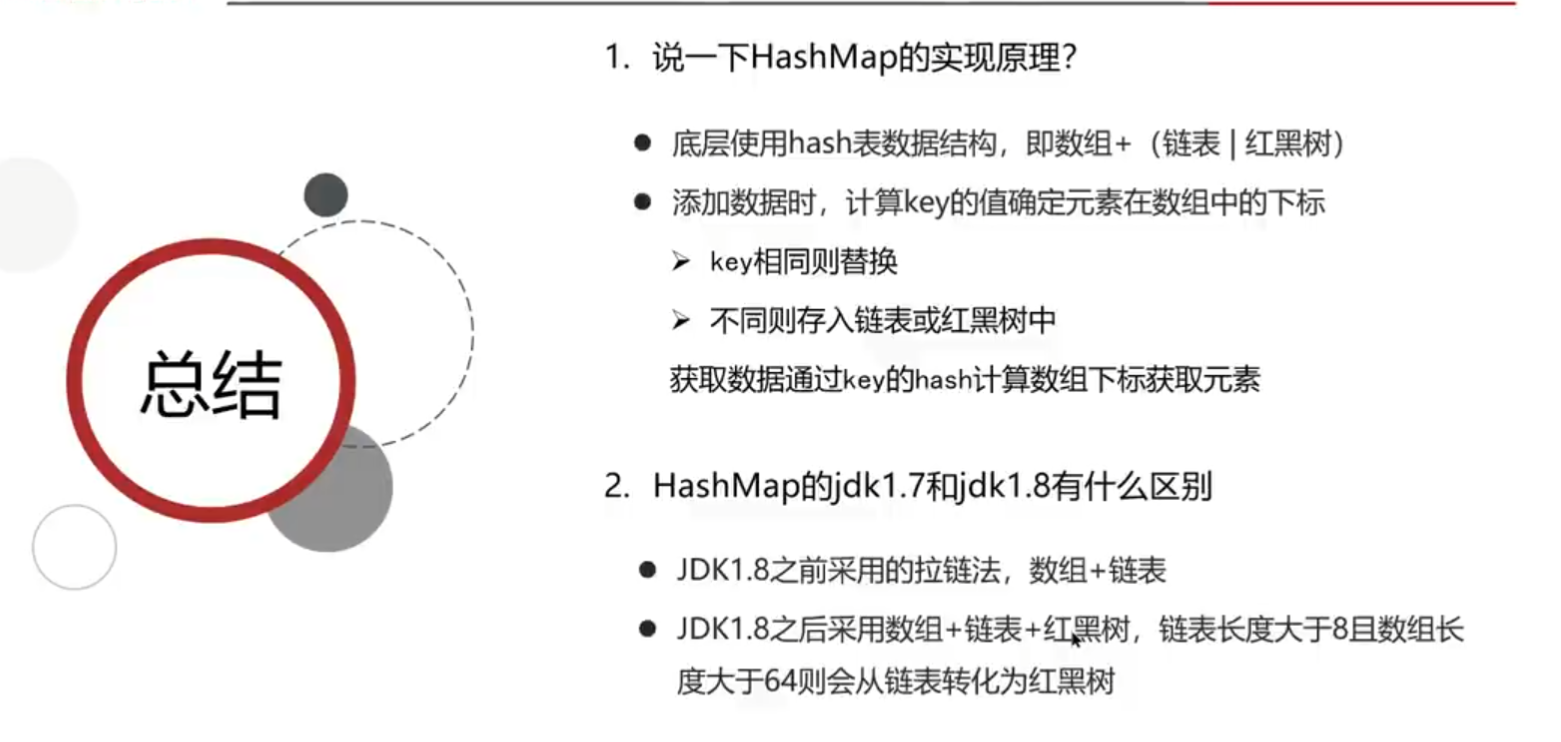 总结
1. 说一下HashMap的实现原理?
● 底层使用hash表数据结构，即数组+（链表 | 红黑树）
● 添加数据时，计算key的值确定元素在数组中的下标
➢ key相同则替换
➢ 不同则存入链表或红黑树中
获取数据通过key的hash计算数组下标获取元素
2. HashMap的jdk1.7和jdk1.8有什么区别
● JDK1.8之前采用的拉链法，数组+链表
● JDK1.8之后采用数组+链表+红黑树，链表长度大于8且数组长
度大于64则会从链表转化为红黑树